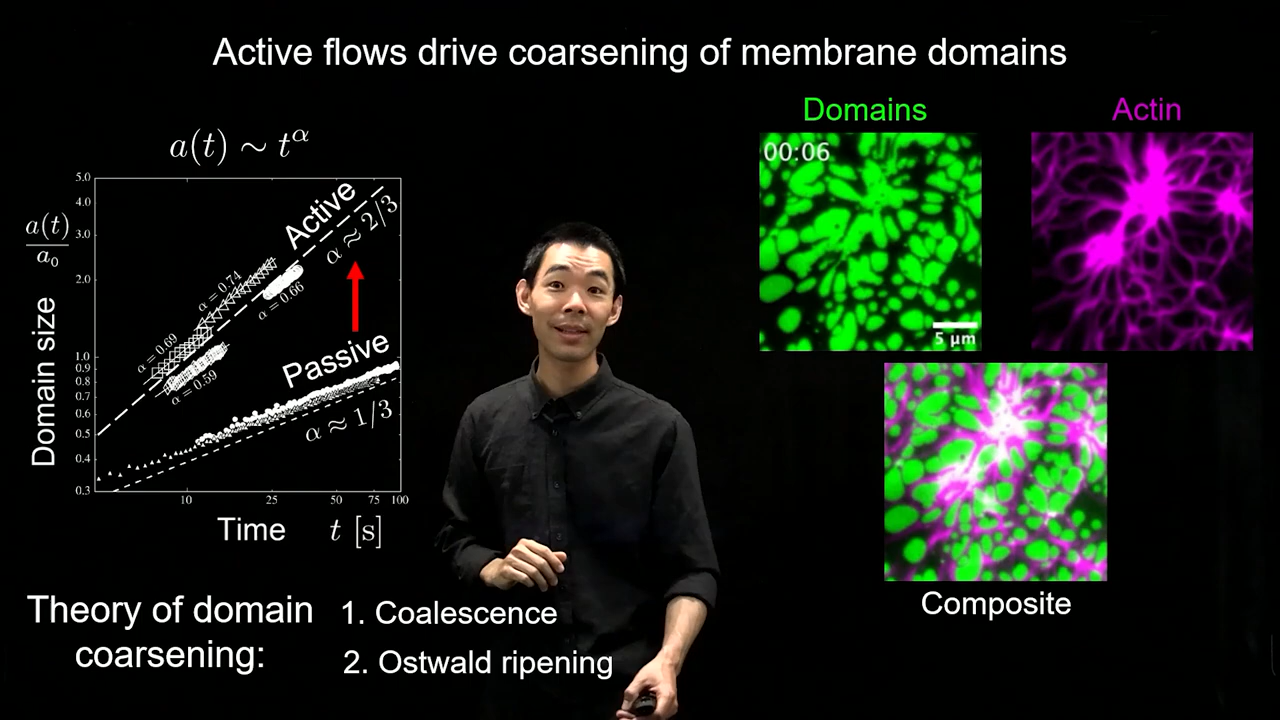 Active flows drive coarsening of membrane domains
a(t) ∼ t^α
a(t)
a₀
Domain size
5.0
4.0
3.0
2.0
1.0
0.9
0.8
0.7
0.6
0.5
0.4
0.3
Active
α ≈ 2/3
α = 0.74
α = 0.66
α = 0.69
α = 0.59
Passive
α ≈ 1/3
10
25
50
75
100
Time t [s]
Theory of domain
coarsening:
1. Coalescence
2. Ostwald ripening
Domains
00:06
5 μm
Actin
Composite